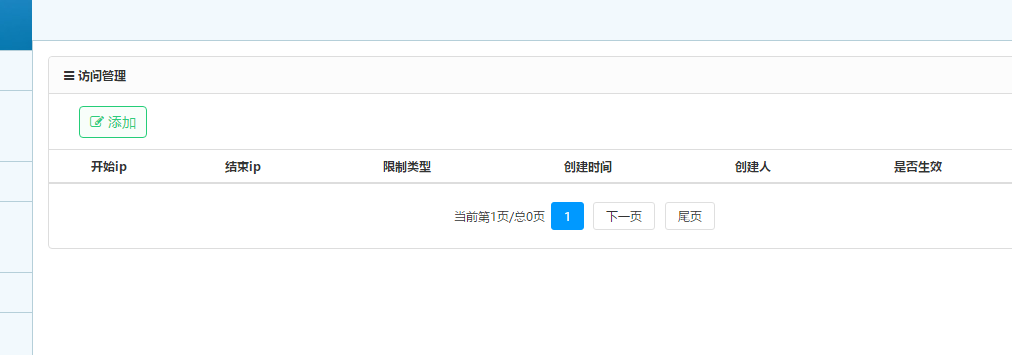 访问管理
添加
开始ip 结束ip 限制类型 创建时间 创建人 是否生效
当前第1页/总0页 1 下一页 尾页